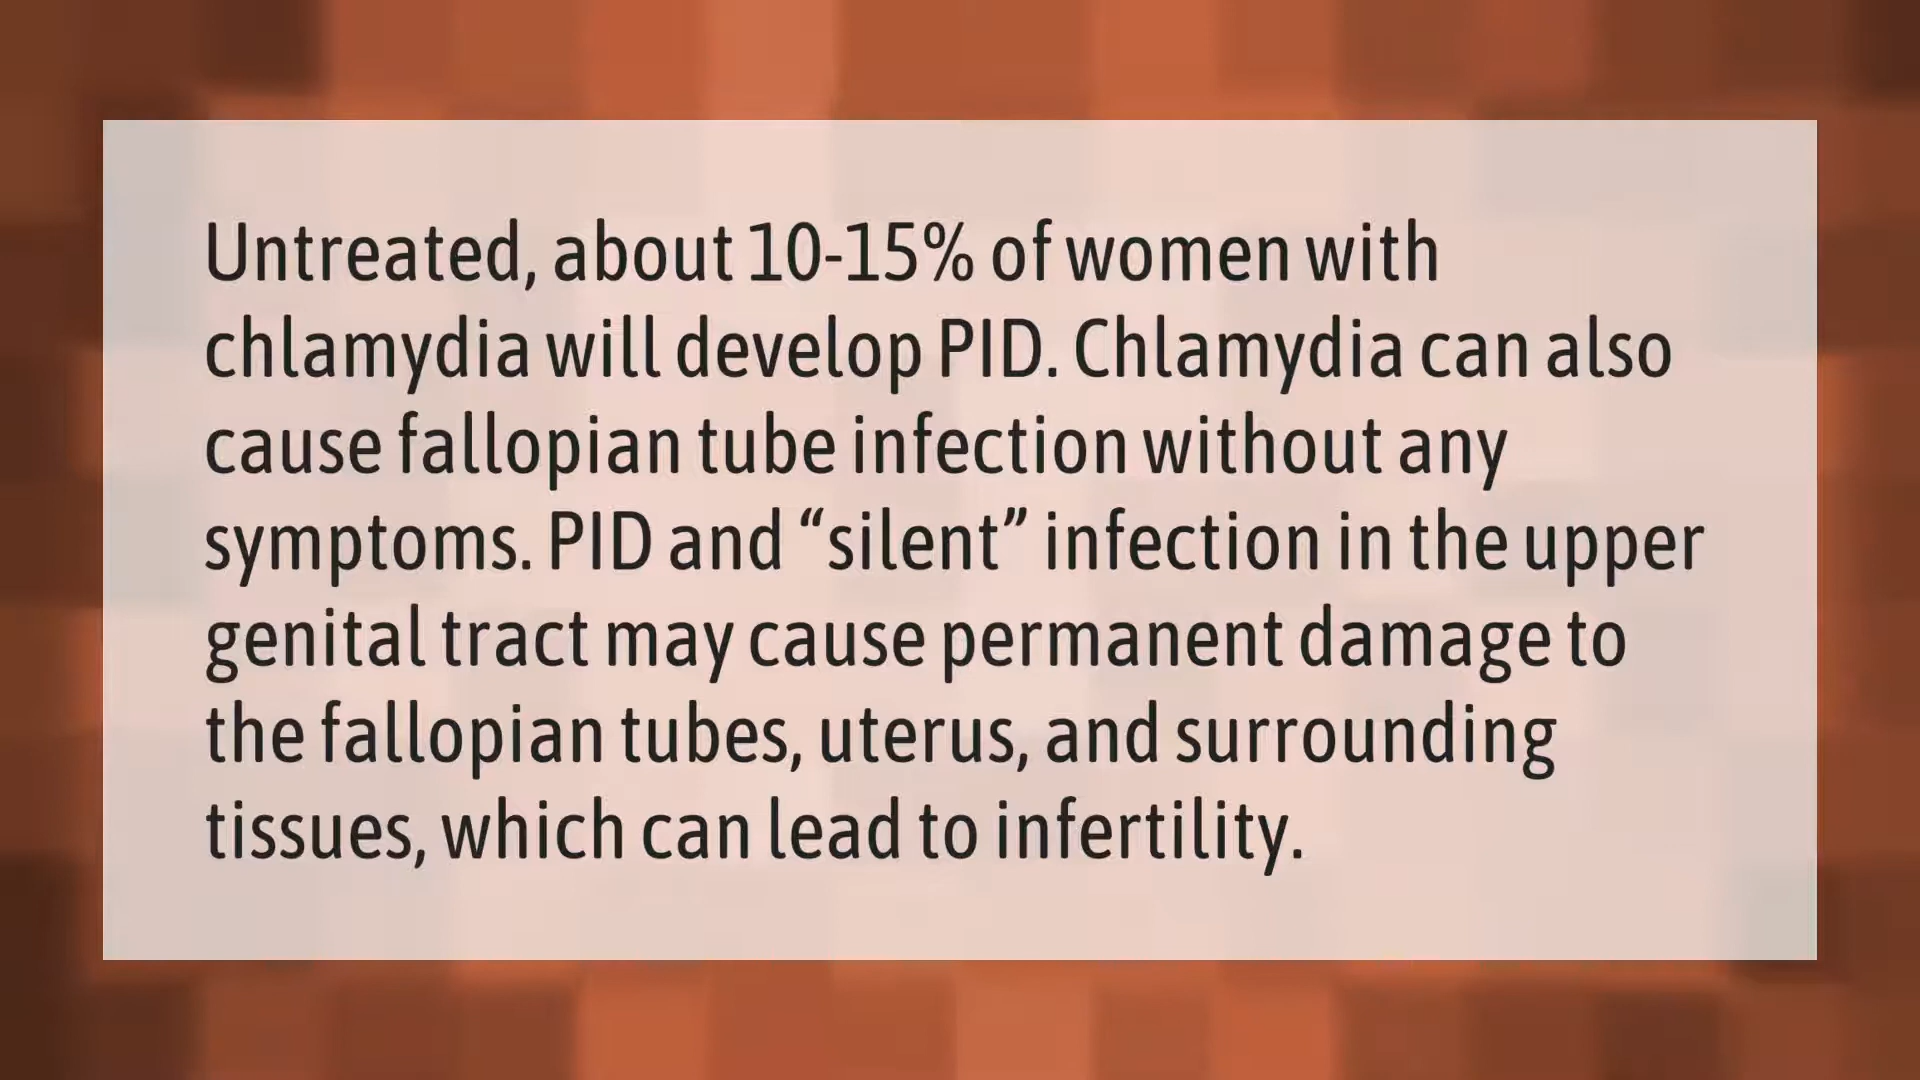 Untreated, about 10-15% of women with
chlamydia will develop PID. Chlamydia can also
cause fallopian tube infection without any
symptoms. PID and “silent” infection in the upper
genital tract may cause permanent damage to
the fallopian tubes, uterus, and surrounding
tissues, which can lead to infertility.